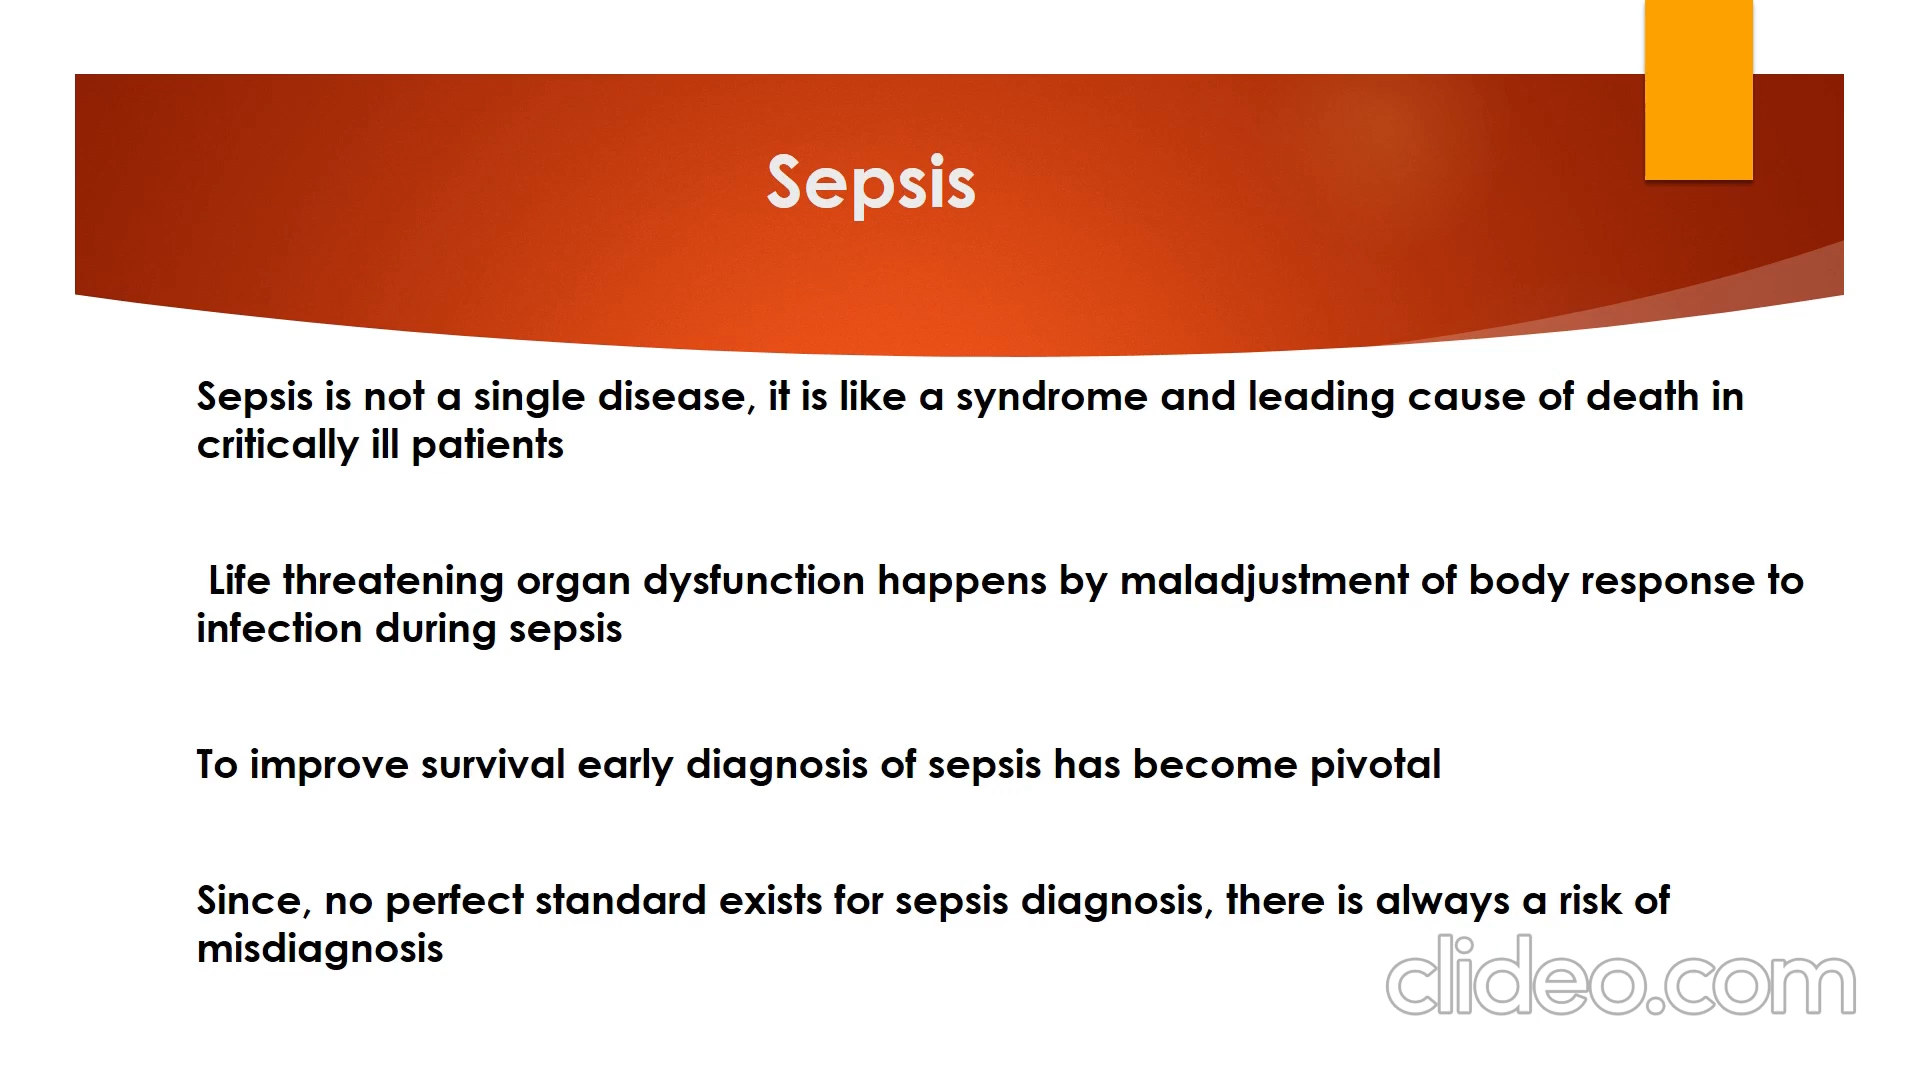 Sepsis
Sepsis is not a single disease, it is like a syndrome and leading cause of death in
critically ill patients
Life threatening organ dysfunction happens by maladjustment of body response to
infection during sepsis
To improve survival early diagnosis of sepsis has become pivotal
Since, no perfect standard exists for sepsis diagnosis, there is always a risk of
misdiagnosis
clideo.com